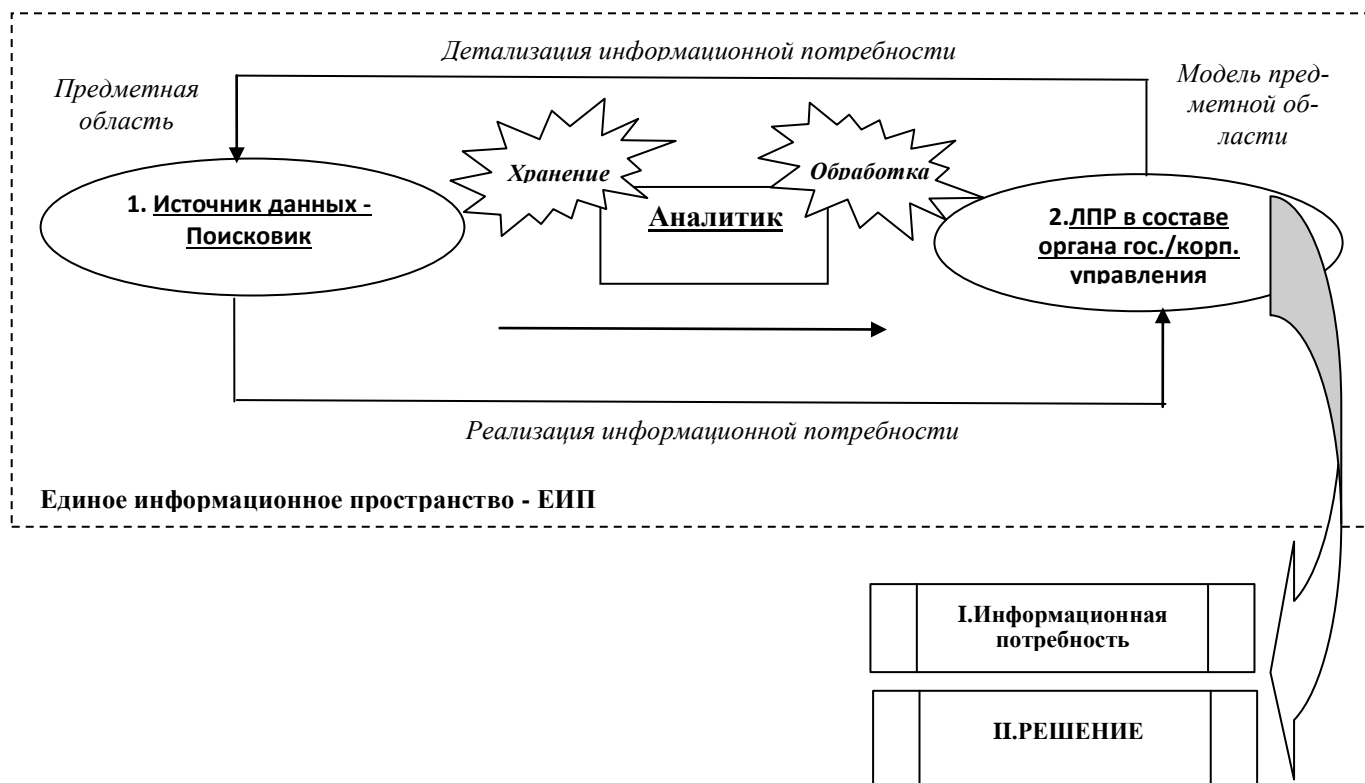 Детализация информационной потребности
Предметная
область
Модель пред-
метной об-
ласти
Хранение
Обработка
1. Источник данных -
Поисковик
Аналитик
2.ЛПР в составе
органа гос./корп.
управления
Реализация информационной потребности
Единое информационное пространство - ЕИП
I.Информационная
потребность
II.РЕШЕНИЕ